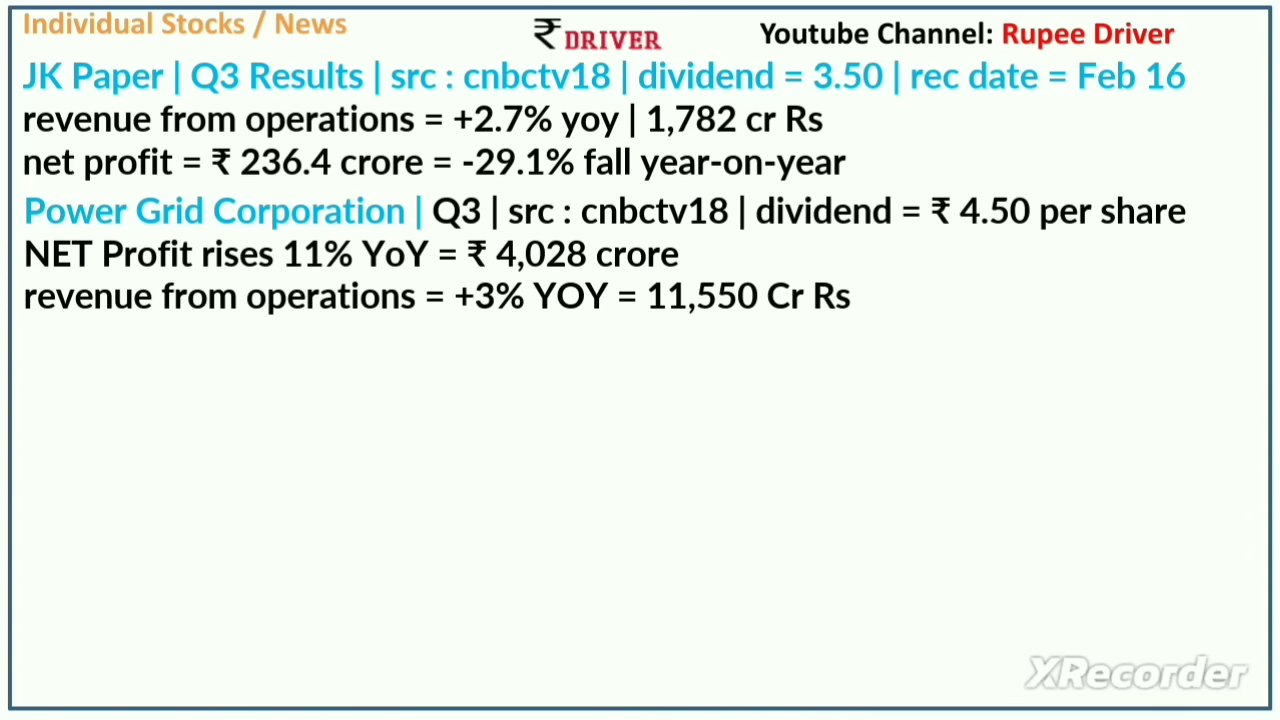 Individual Stocks / News
₹ DRIVER
Youtube Channel: Rupee Driver
JK Paper | Q3 Results | src : cnbctv18 | dividend = 3.50 | rec date = Feb 16
revenue from operations = +2.7% yoy | 1,782 cr Rs
net profit = ₹ 236.4 crore = -29.1% fall year-on-year
Power Grid Corporation | Q3 | src : cnbctv18 | dividend = ₹ 4.50 per share
NET Profit rises 11% YoY = ₹ 4,028 crore
revenue from operations = +3% YOY = 11,550 Cr Rs
XRecorder